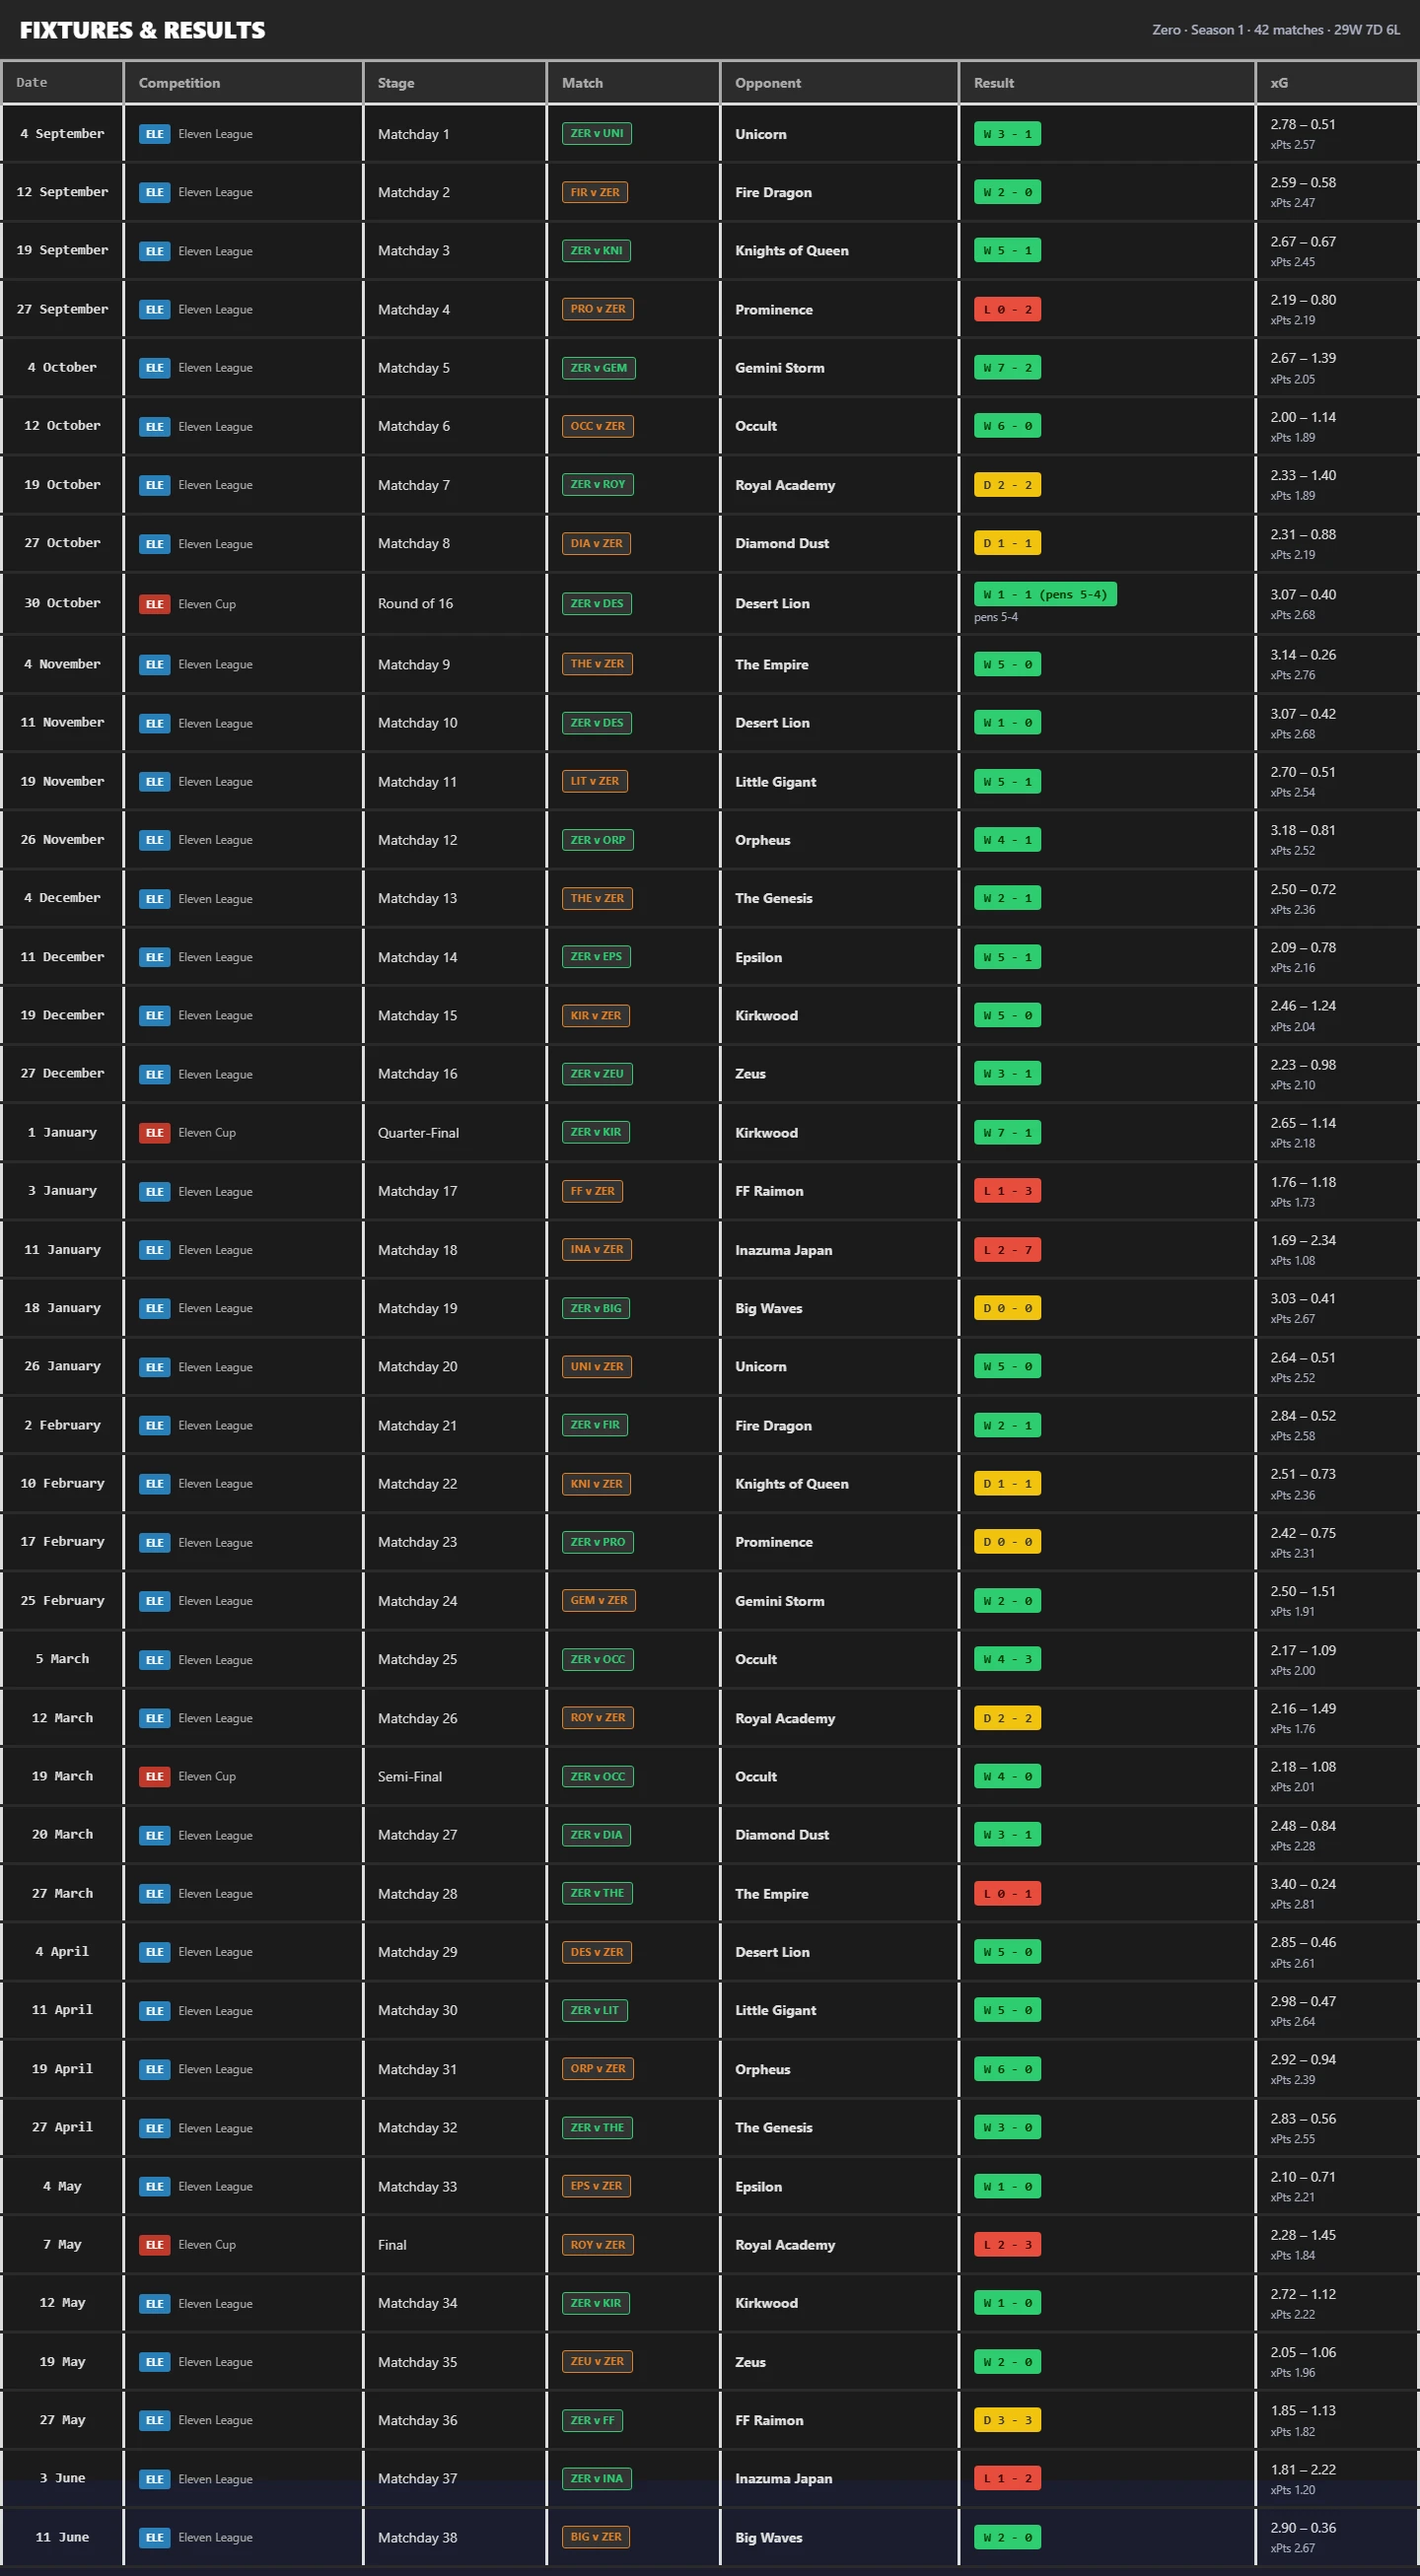 FIXTURES & RESULTS
Zero · Season 1 · 42 matches · 29W 7D 6L
Date Competition Stage Match Opponent Result xG
4 September ELE Eleven League Matchday 1 ZER v UNI Unicorn W 3 - 1 2.78 – 0.51
xPts 2.57
12 September ELE Eleven League Matchday 2 FIR v ZER Fire Dragon W 2 - 0 2.59 – 0.58
xPts 2.47
19 September ELE Eleven League Matchday 3 ZER v KNI Knights of Queen W 5 - 1 2.67 – 0.67
xPts 2.45
27 September ELE Eleven League Matchday 4 PRO v ZER Prominence L 0 - 2 2.19 – 0.80
xPts 2.19
4 October ELE Eleven League Matchday 5 ZER v GEM Gemini Storm W 7 - 2 2.67 – 1.39
xPts 2.05
12 October ELE Eleven League Matchday 6 OCC v ZER Occult W 6 - 0 2.00 – 1.14
xPts 1.89
19 October ELE Eleven League Matchday 7 ZER v ROY Royal Academy D 2 - 2 2.33 – 1.40
xPts 1.89
27 October ELE Eleven League Matchday 8 DIA v ZER Diamond Dust D 1 - 1 2.31 – 0.88
xPts 2.19
30 October ELE Eleven Cup Round of 16 ZER v DES Desert Lion W 1 - 1 (pens 5-4) 3.07 – 0.40
pens 5-4 xPts 2.68
4 November ELE Eleven League Matchday 9 THE v ZER The Empire W 5 - 0 3.14 – 0.26
xPts 2.76
11 November ELE Eleven League Matchday 10 ZER v DES Desert Lion W 1 - 0 3.07 – 0.42
xPts 2.68
19 November ELE Eleven League Matchday 11 LIT v ZER Little Gigant W 5 - 1 2.70 – 0.51
xPts 2.54
26 November ELE Eleven League Matchday 12 ZER v ORP Orpheus W 4 - 1 3.18 – 0.81
xPts 2.52
4 December ELE Eleven League Matchday 13 THE v ZER The Genesis W 2 - 1 2.50 – 0.72
xPts 2.36
11 December ELE Eleven League Matchday 14 ZER v EPS Epsilon W 5 - 1 2.09 – 0.78
xPts 2.16
19 December ELE Eleven League Matchday 15 KIR v ZER Kirkwood W 5 - 0 2.46 – 1.24
xPts 2.04
27 December ELE Eleven League Matchday 16 ZER v ZEU Zeus W 3 - 1 2.23 – 0.98
xPts 2.10
1 January ELE Eleven Cup Quarter-Final ZER v KIR Kirkwood W 7 - 1 2.65 – 1.14
xPts 2.18
3 January ELE Eleven League Matchday 17 FF v ZER FF Raimon L 1 - 3 1.76 – 1.18
xPts 1.73
11 January ELE Eleven League Matchday 18 INA v ZER Inazuma Japan L 2 - 7 1.69 – 2.34
xPts 1.08
18 January ELE Eleven League Matchday 19 ZER v BIG Big Waves D 0 - 0 3.03 – 0.41
xPts 2.67
26 January ELE Eleven League Matchday 20 UNI v ZER Unicorn W 5 - 0 2.64 – 0.51
xPts 2.52
2 February ELE Eleven League Matchday 21 ZER v FIR Fire Dragon W 2 - 1 2.84 – 0.52
xPts 2.58
10 February ELE Eleven League Matchday 22 KNI v ZER Knights of Queen D 1 - 1 2.51 – 0.73
xPts 2.36
17 February ELE Eleven League Matchday 23 ZER v PRO Prominence D 0 - 0 2.42 – 0.75
xPts 2.31
25 February ELE Eleven League Matchday 24 GEM v ZER Gemini Storm W 2 - 0 2.50 – 1.51
xPts 1.91
5 March ELE Eleven League Matchday 25 ZER v OCC Occult W 4 - 3 2.17 – 1.09
xPts 2.00
12 March ELE Eleven League Matchday 26 ROY v ZER Royal Academy D 2 - 2 2.16 – 1.49
xPts 1.76
19 March ELE Eleven Cup Semi-Final ZER v OCC Occult W 4 - 0 2.18 – 1.08
xPts 2.01
20 March ELE Eleven League Matchday 27 ZER v DIA Diamond Dust W 3 - 1 2.48 – 0.84
xPts 2.28
27 March ELE Eleven League Matchday 28 ZER v THE The Empire L 0 - 1 3.40 – 0.24
xPts 2.81
4 April ELE Eleven League Matchday 29 DES v ZER Desert Lion W 5 - 0 2.85 – 0.46
xPts 2.61
11 April ELE Eleven League Matchday 30 ZER v LIT Little Gigant W 5 - 0 2.98 – 0.47
xPts 2.64
19 April ELE Eleven League Matchday 31 ORP v ZER Orpheus W 6 - 0 2.92 – 0.94
xPts 2.39
27 April ELE Eleven League Matchday 32 ZER v THE The Genesis W 3 - 0 2.83 – 0.56
xPts 2.55
4 May ELE Eleven League Matchday 33 EPS v ZER Epsilon W 1 - 0 2.10 – 0.71
xPts 2.21
7 May ELE Eleven Cup Final ROY v ZER Royal Academy L 2 - 3 2.28 – 1.45
xPts 1.84
12 May ELE Eleven League Matchday 34 ZER v KIR Kirkwood W 1 - 0 2.72 – 1.12
xPts 2.22
19 May ELE Eleven League Matchday 35 ZEU v ZER Zeus W 2 - 0 2.05 – 1.06
xPts 1.96
27 May ELE Eleven League Matchday 36 ZER v FF FF Raimon D 3 - 3 1.85 – 1.13
xPts 1.82
3 June ELE Eleven League Matchday 37 ZER v INA Inazuma Japan L 1 - 2 1.81 – 2.22
xPts 1.20
11 June ELE Eleven League Matchday 38 BIG v ZER Big Waves W 2 - 0 2.90 – 0.36
xPts 2.67